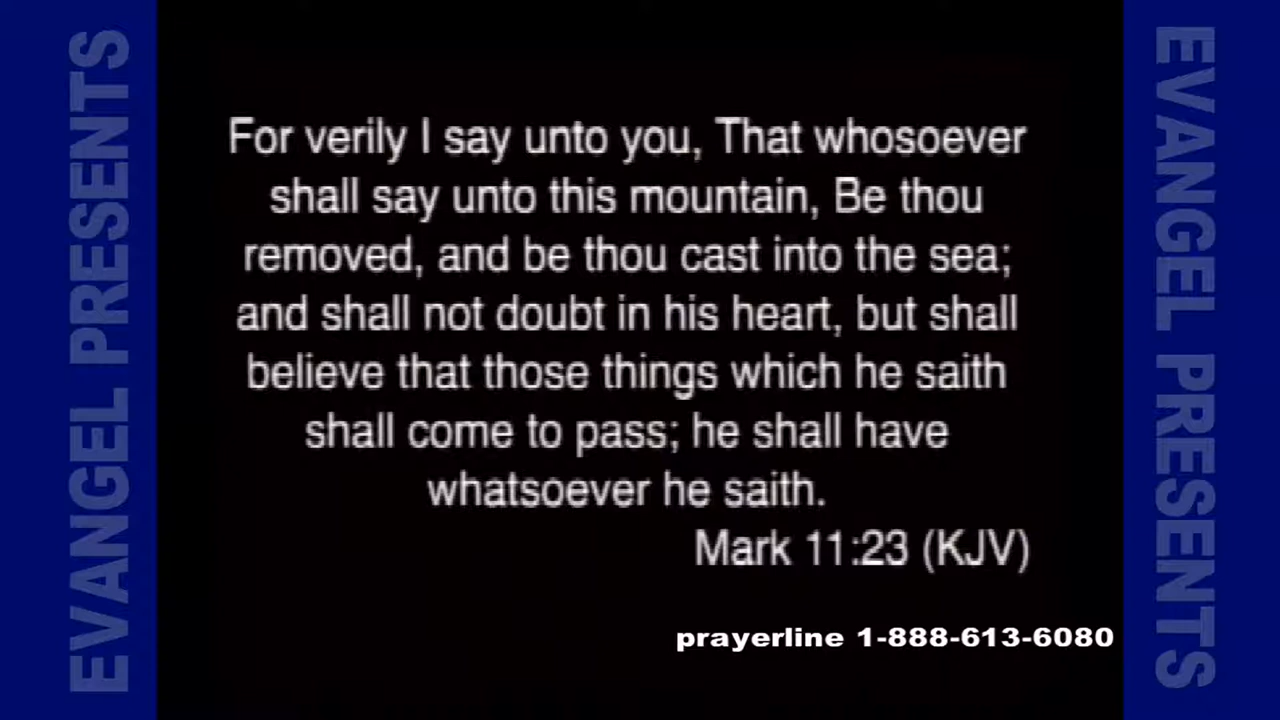 EVANGEL PRESENTS
For verily I say unto you, That whosoever
shall say unto this mountain, Be thou
removed, and be thou cast into the sea;
and shall not doubt in his heart, but shall
believe that those things which he saith
shall come to pass; he shall have
whatsoever he saith.
Mark 11:23 (KJV)
prayerline 1-888-613-6080
EVANGEL PRESENTS